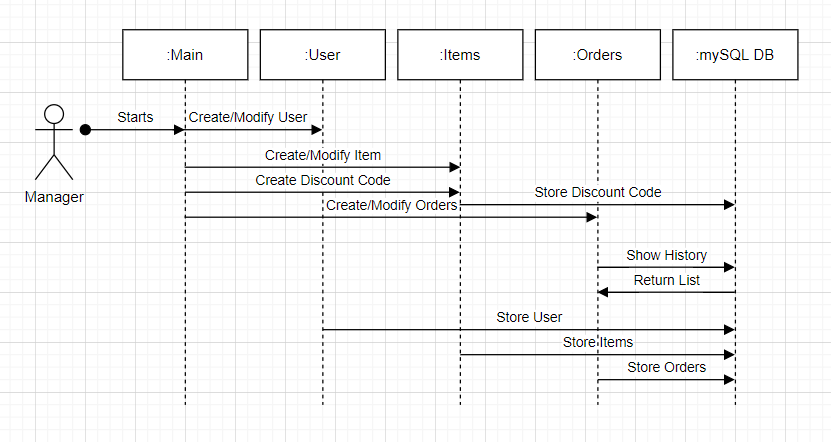 :Main
:User
:Items
:Orders
:mySQL DB
Starts
Create/Modify User
Create/Modify Item
Create Discount Code
Store Discount Code
Create/Modify Orders
Manager
Show History
Return List
Store User
Store Items
Store Orders